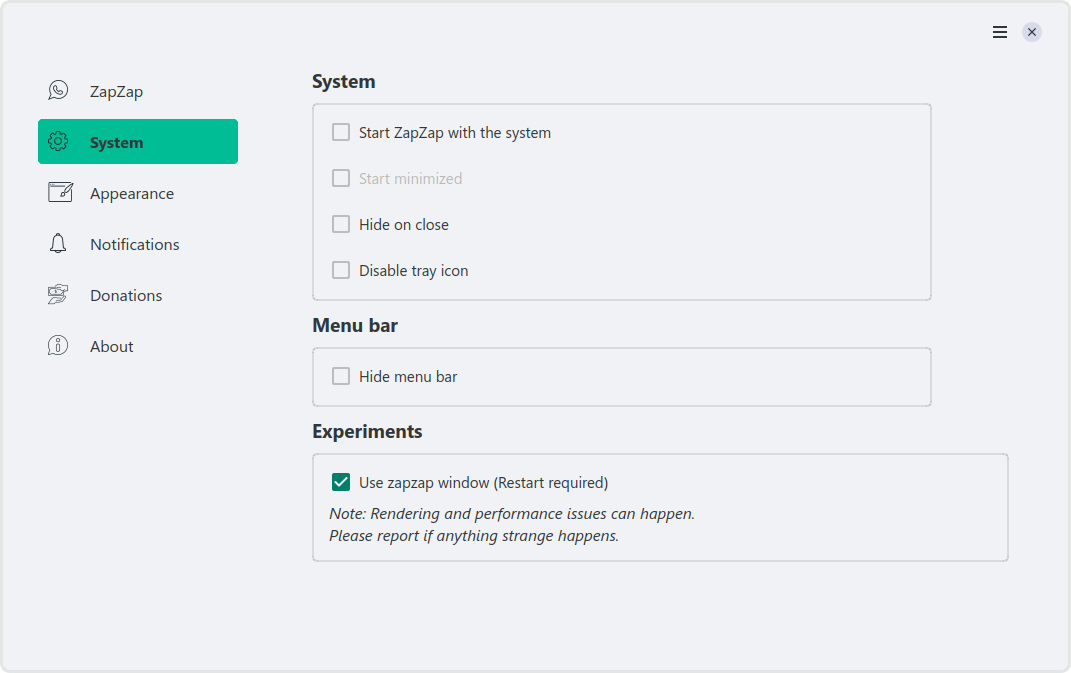 ZapZap
System
Appearance
Notifications
Donations
About
System
Start ZapZap with the system
Start minimized
Hide on close
Disable tray icon
Menu bar
Hide menu bar
Experiments
Use zapzap window (Restart required)
Note: Rendering and performance issues can happen.
Please report if anything strange happens.